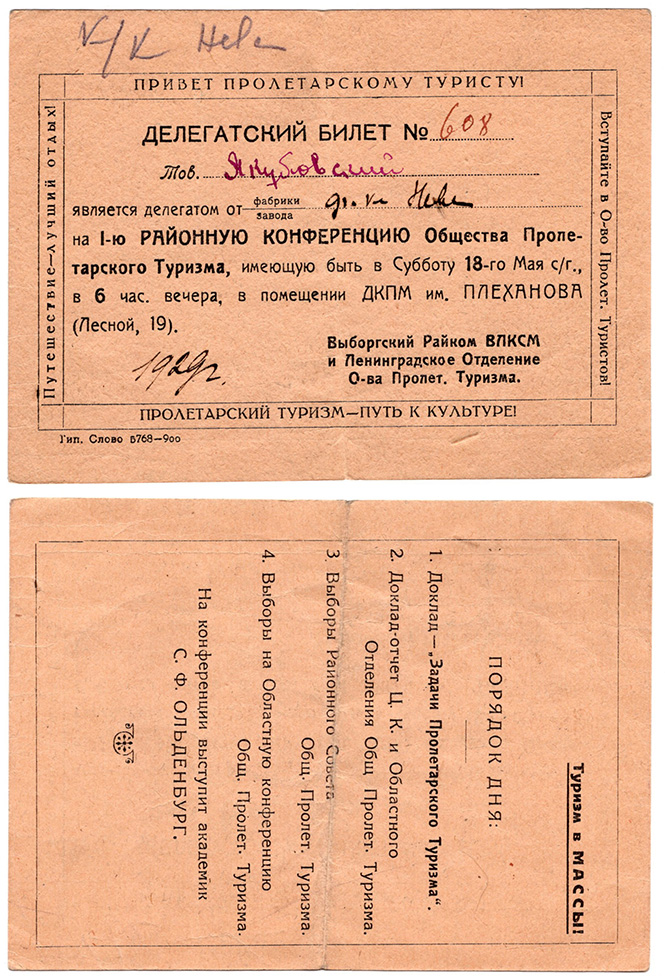 к/к Нева
ПРИВЕТ ПРОЛЕТАРСКОМУ ТУРИСТУ!
Путешествие—лучший отдых!
ДЕЛЕГАТСКИЙ БИЛЕТ № 608
Тов. Якубовский
является делегатом от фабрики
завода ф. к. Нева
на I-ю РАЙОННУЮ КОНФЕРЕНЦИЮ Общества Проле-
тарского Туризма, имеющую быть в Субботу 18-го Мая с/г.,
в 6 час. вечера, в помещении ДКПМ им. ПЛЕХАНОВА
(Лесной, 19).
1929 г.
Выборгский Райком ВЛКСМ
и Ленинградское Отделение
О-ва Пролет. Туризма.
Вступайте в О-во Пролет. Туристов!
ПРОЛЕТАРСКИЙ ТУРИЗМ—ПУТЬ К КУЛЬТУРЕ!
Тип. Слово Б768—900
Туризм в МАССЫ!
ПОРЯДОК ДНЯ:
1. Доклад—„Задачи Пролетарского Туризма".
2. Доклад-отчет Ц. К. и Областного
Отделения Общ Пролет. Туризма.
3. Выборы Районного Совета
Общ. Пролет. Туризма.
4. Выборы на Областную конференцию
Общ. Пролет. Туризма.
На конференции выступит академик
С. Ф. ОЛЬДЕНБУРГ.